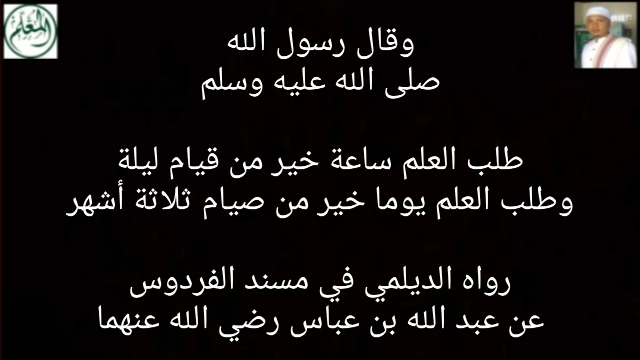 المعلم
وقال رسول الله
صلى الله عليه وسلم
طلب العلم ساعة خير من قيام ليلة
وطلب العلم يوما خير من صيام ثلاثة أشهر
رواه الديلمي في مسند الفردوس
عن عبد الله بن عباس رضي الله عنهما